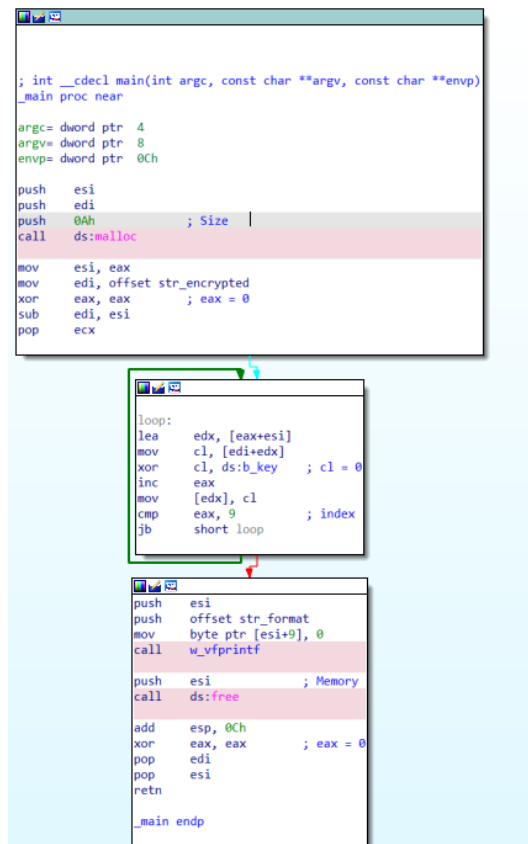 ; int __cdecl main(int argc, const char **argv, const char **envp)
_main proc near
argc= dword ptr  4
argv= dword ptr  8
envp= dword ptr  0Ch
push    esi
push    edi
push    0Ah             ; Size
call    ds:malloc
mov     esi, eax
mov     edi, offset str_encrypted
xor     eax, eax        ; eax = 0
sub     edi, esi
pop     ecx
loop:
lea     edx, [eax+esi]
mov     cl, [edi+edx]
xor     cl, ds:b_key    ; cl = 0
inc     eax
mov     [edx], cl
cmp     eax, 9          ; index
jb      short loop
push    esi
push    offset str_format
mov     byte ptr [esi+9], 0
call    w_vfprintf
push    esi             ; Memory
call    ds:free
add     esp, 0Ch
xor     eax, eax        ; eax = 0
pop     edi
pop     esi
retn
_main endp